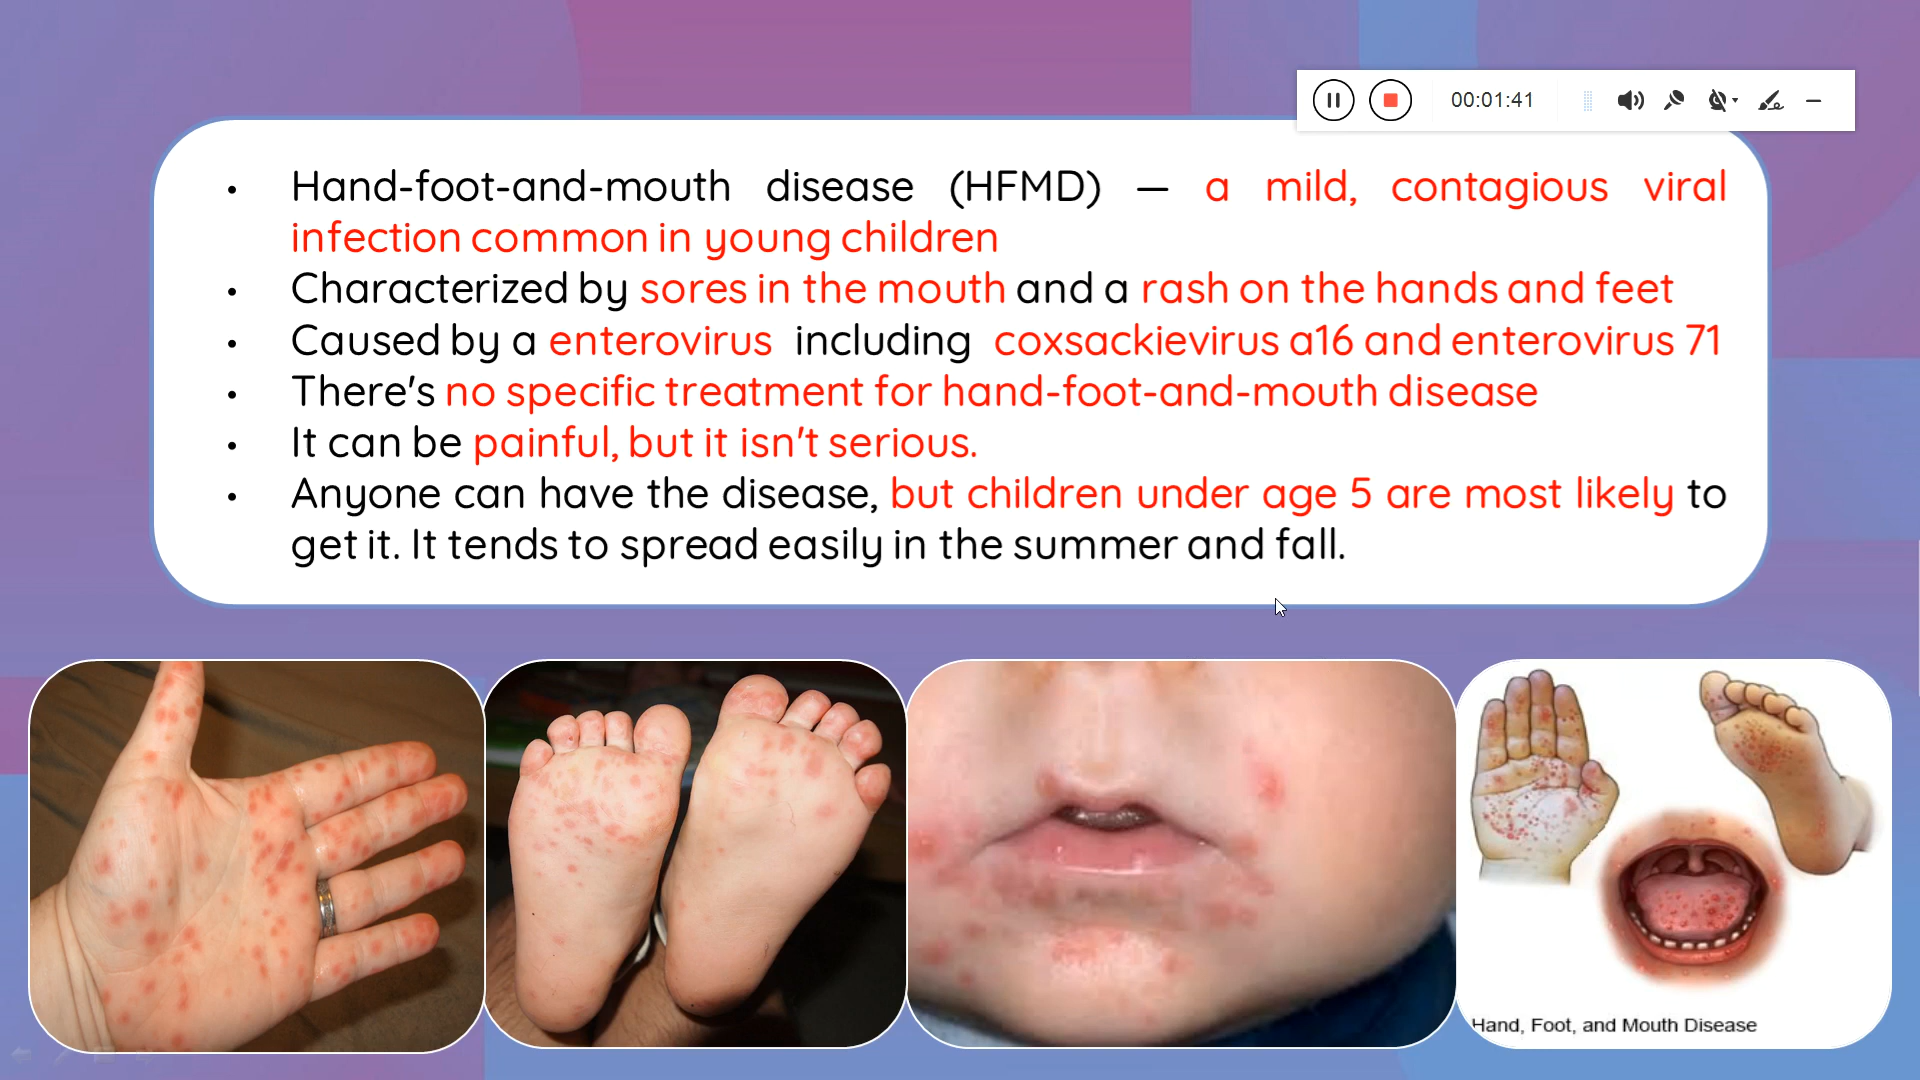 00:01:41
• Hand-foot-and-mouth disease (HFMD) — a mild, contagious viral
infection common in young children
• Characterized by sores in the mouth and a rash on the hands and feet
• Caused by a enterovirus including coxsackievirus a16 and enterovirus 71
• There's no specific treatment for hand-foot-and-mouth disease
• It can be painful, but it isn't serious.
• Anyone can have the disease, but children under age 5 are most likely to
get it. It tends to spread easily in the summer and fall.
Hand, Foot, and Mouth Disease